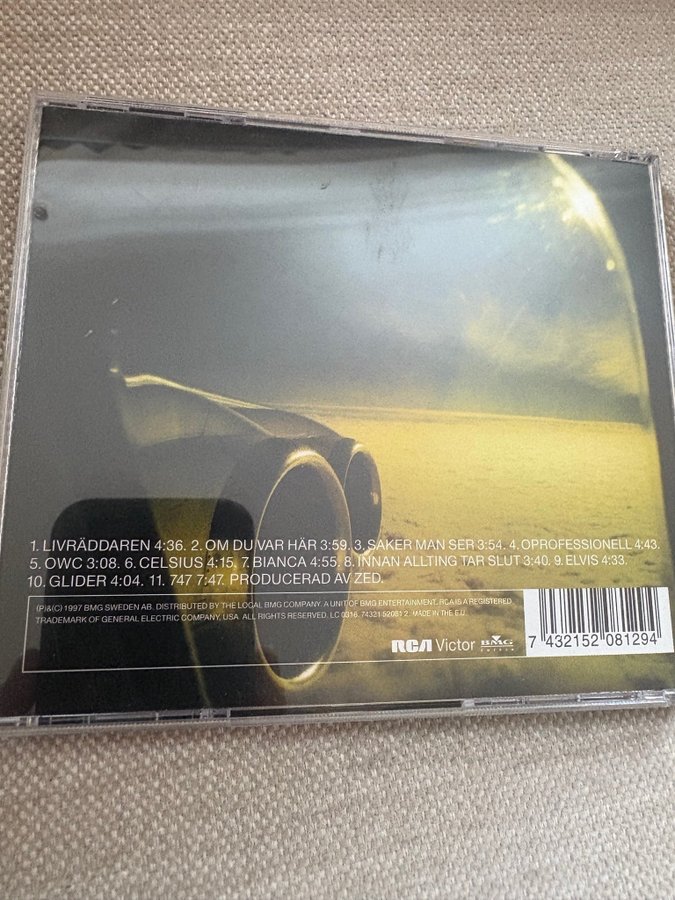 1. LIVRÄDDAREN 4:36. 2. OM DU VAR HÄR 3:59. 3. SAKER MAN SER 3:54. 4. OPROFESSIONELL 4:43.
5. OWC 3:08. 6. CELSIUS 4:15. 7. BIANCA 4:55. 8. INNAN ALLTING TAR SLUT 3:40. 9. ELVIS 4:33.
10. GLIDER 4:04. 11. 747 7:47. PRODUCERAD AV ZED.
(P)&(C) 1997 BMG SWEDEN AB. DISTRIBUTED BY THE LOCAL BMG COMPANY. A UNIT OF BMG ENTERTAINMENT. RCA IS A REGISTERED
TRADEMARK OF GENERAL ELECTRIC COMPANY, USA. ALL RIGHTS RESERVED. LC 0316. 74321 52081 2. MADE IN THE E.U.
RCA Victor BMG
SWEDEN
7 432152 081294